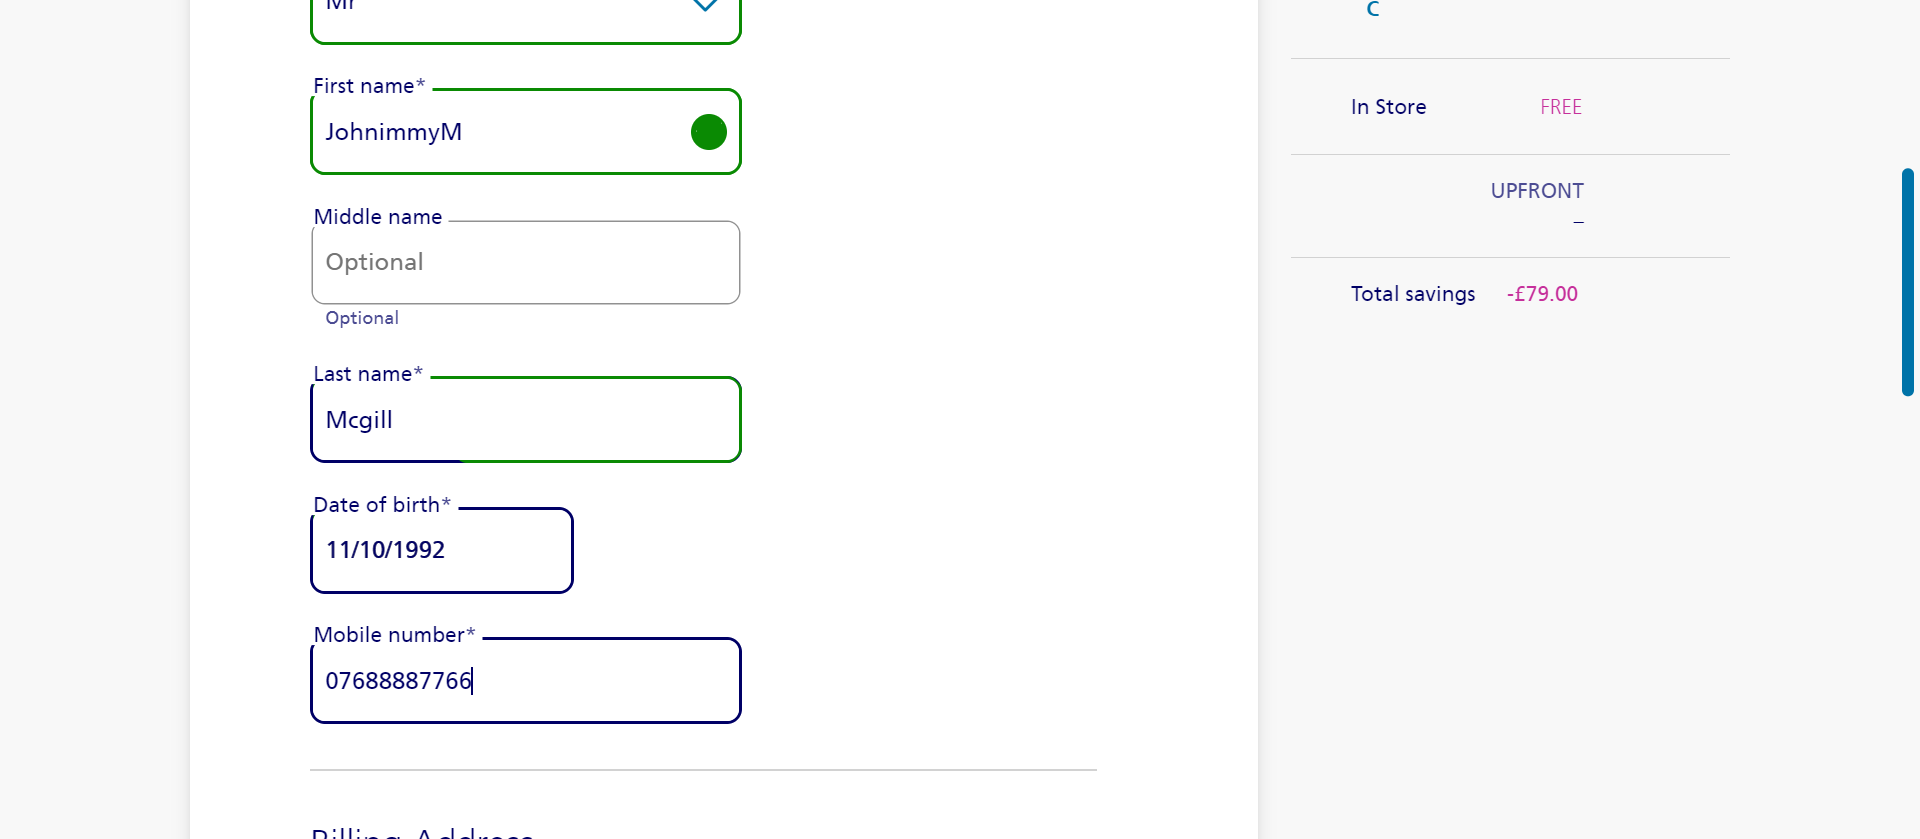 Mr
First name*
JohnimmyM
Middle name
Optional
Optional
Last name*
Mcgill
Date of birth*
11/10/1992
Mobile number*
07688887766
Billing Address
C
In Store FREE
UPFRONT
–
Total savings -£79.00